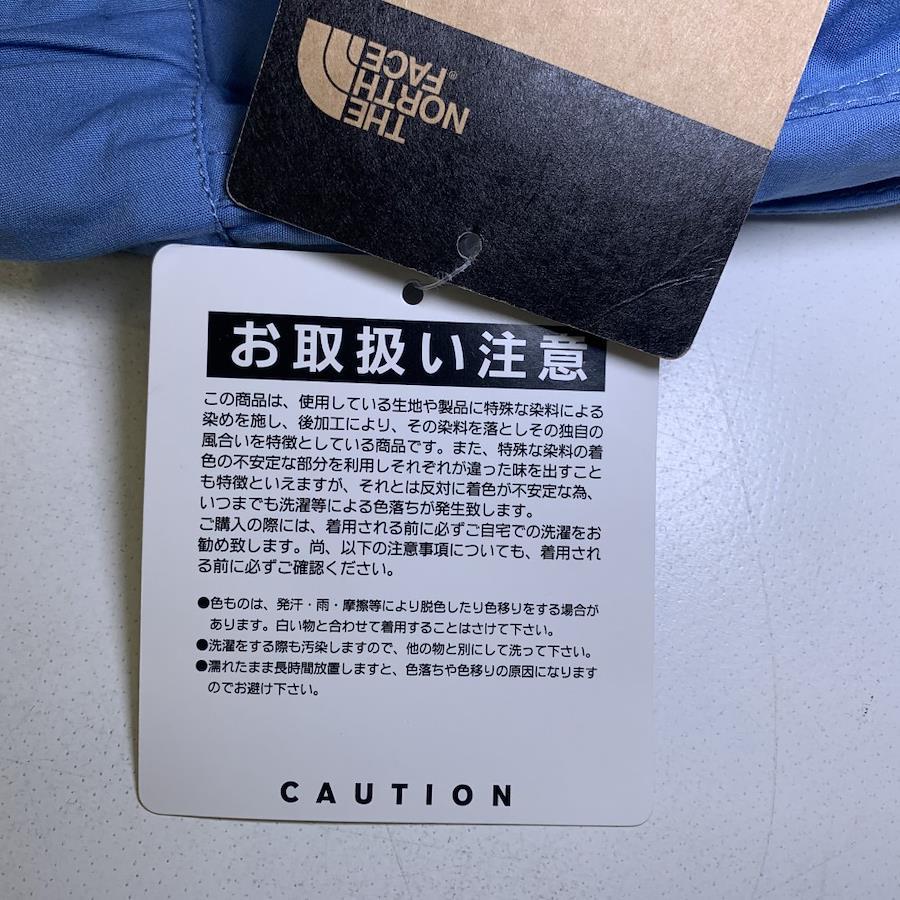 THE
NORTH
FACE®
お取扱い注意
この商品は、使用している生地や製品に特殊な染料による
染めを施し、後加工により、その染料を落としその独自の
風合いを特徴としている商品です。また、特殊な染料の着
色の不安定な部分を利用しそれぞれが違った味を出すこと
も特徴といえますが、それとは反対に着色が不安定な為、
いつまでも洗濯等による色落ちが発生致します。
ご購入の際には、着用される前に必ずご自宅での洗濯をお
勧め致します。尚、以下の注意事項についても、着用され
る前に必ずご確認ください。
●色ものは、発汗・雨・摩擦等により脱色したり色移りをする場合が
あります。白い物と合わせて着用することはさけて下さい。
●洗濯をする際も汚染しますので、他の物と別にして洗って下さい。
●濡れたまま長時間放置しますと、色落ちや色移りの原因になります
のでお避け下さい。
CAUTION